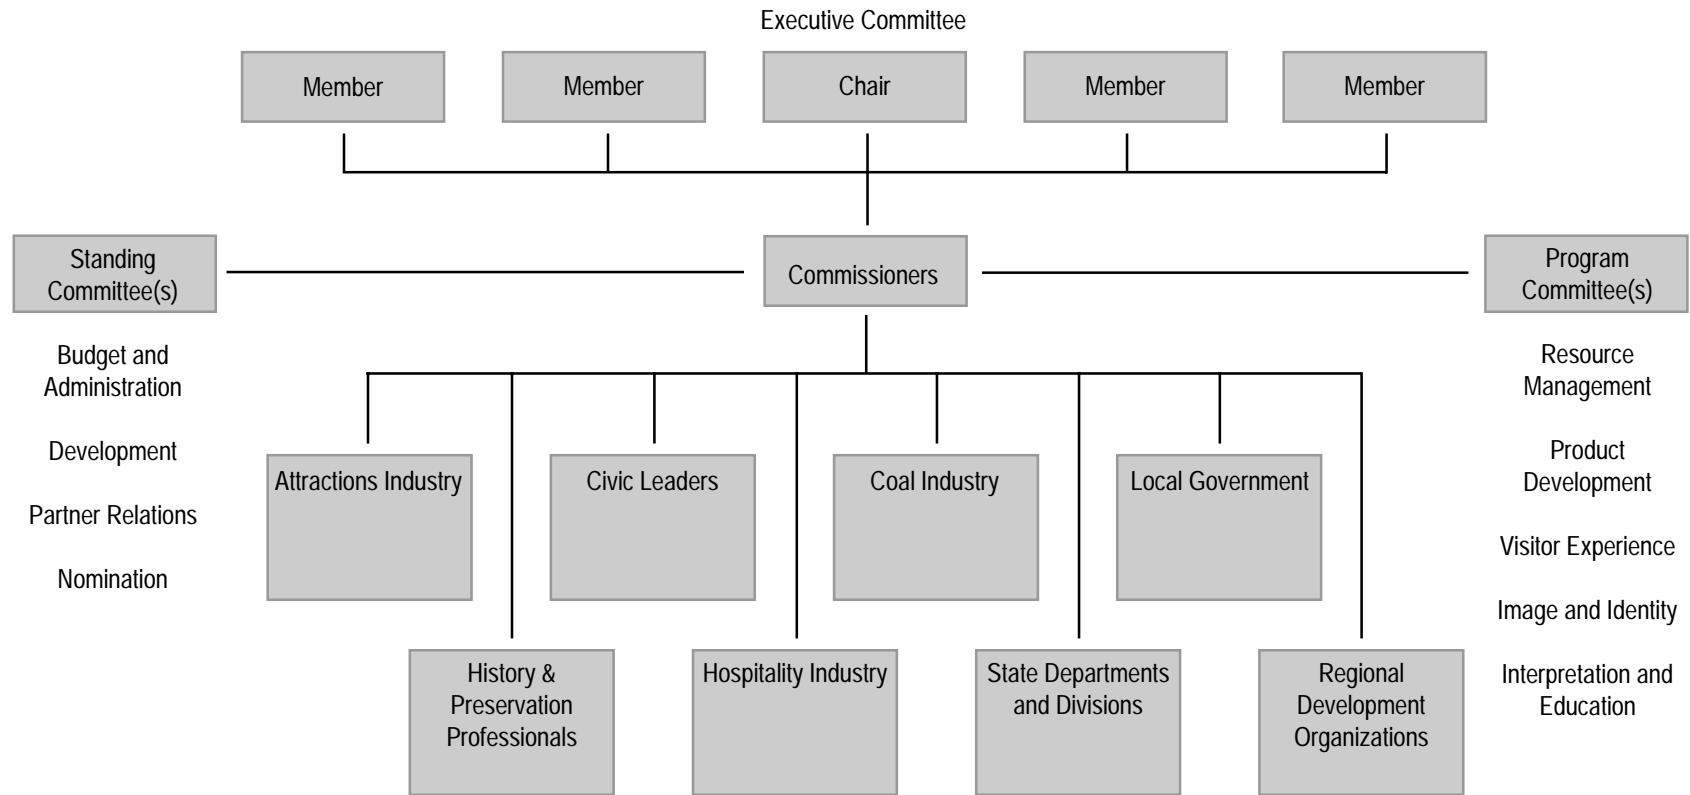 Executive Committee
Member
Member
Chair
Member
Member
Standing
Committee(s)
Commissioners
Program
Committee(s)
Budget and
Administration
Development
Partner Relations
Nomination
Resource
Management
Product
Development
Visitor Experience
Image and Identity
Interpretation and
Education
Attractions Industry
Civic Leaders
Coal Industry
Local Government
History &
Preservation
Professionals
Hospitality Industry
State Departments
and Divisions
Regional
Development
Organizations